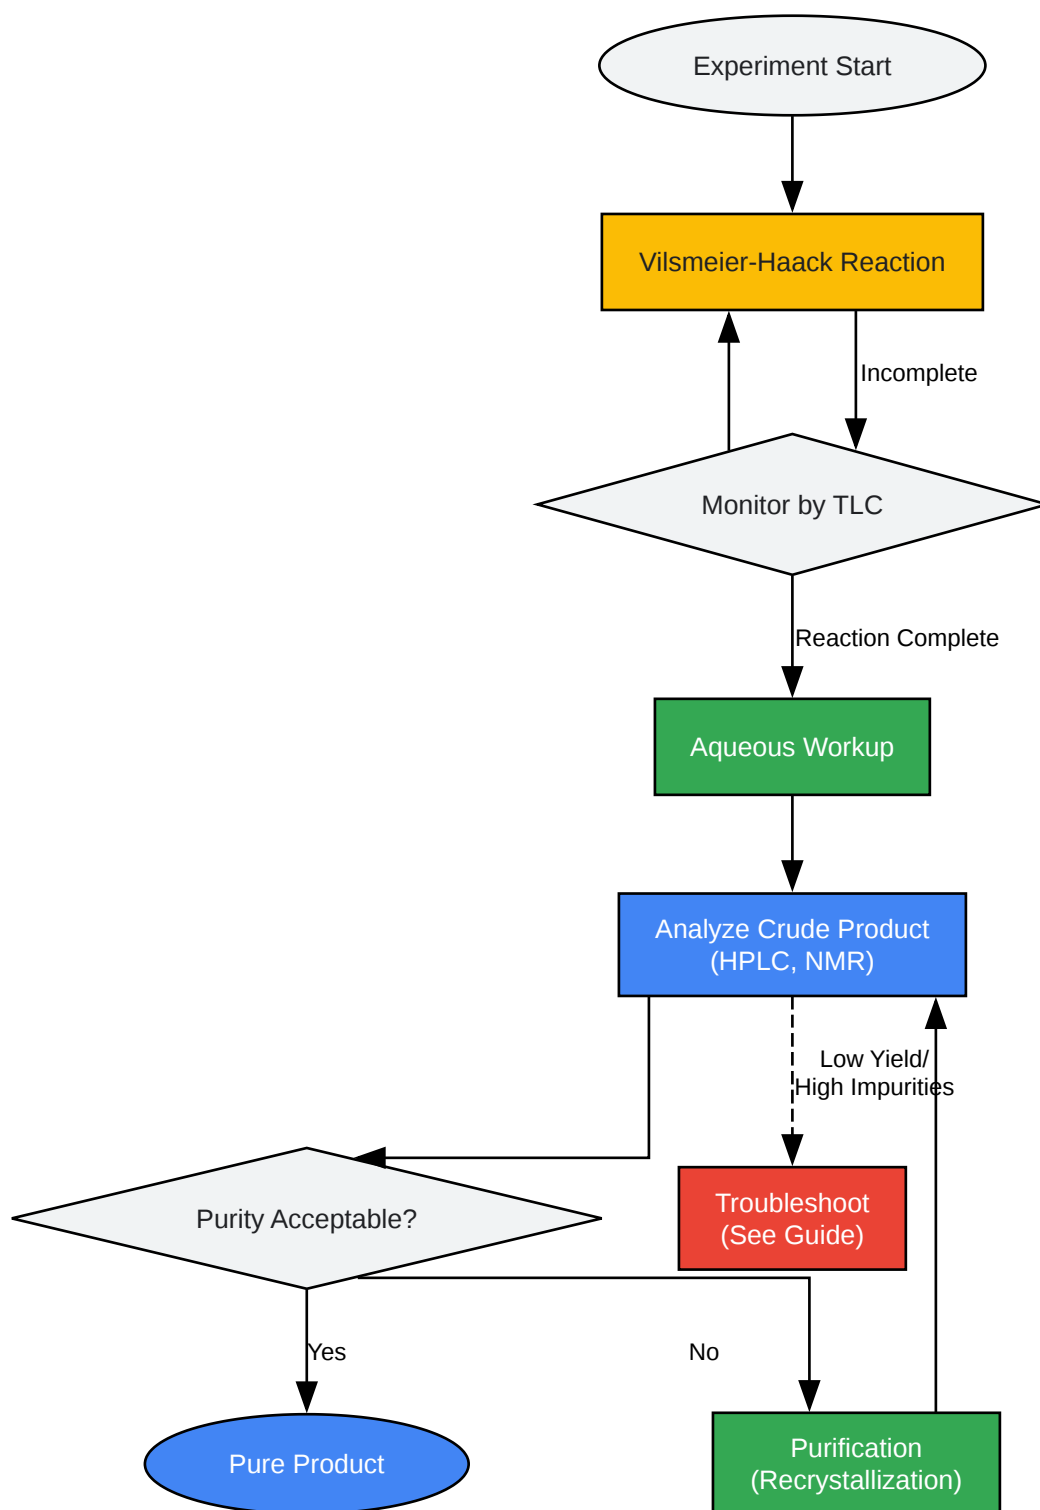 Experiment Start
Vilsmeier-Haack Reaction
Incomplete
Monitor by TLC
Reaction Complete
Aqueous Workup
Analyze Crude Product
(HPLC, NMR)
Low Yield/
High Impurities
Troubleshoot
(See Guide)
Purity Acceptable?
Yes
No
Pure Product
Purification
(Recrystallization)